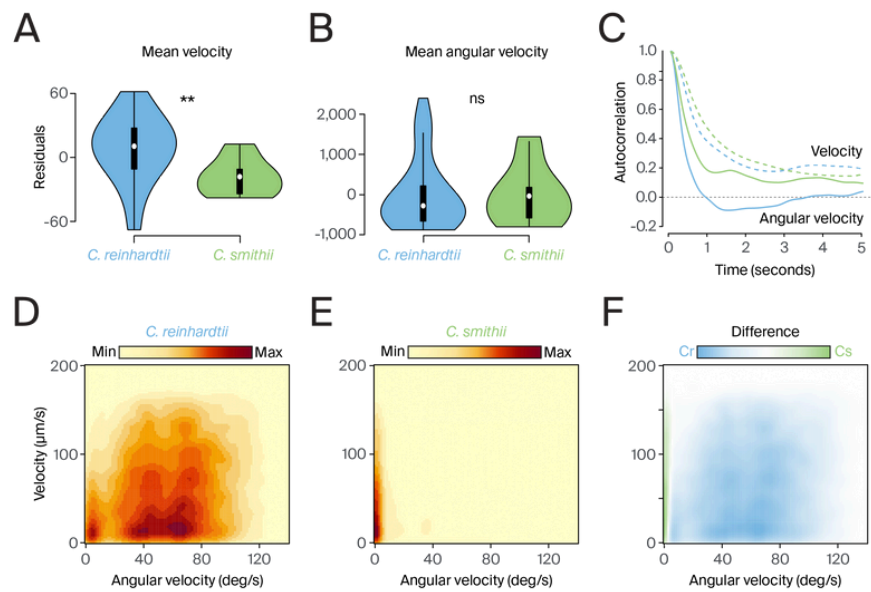 A
Mean velocity
Residuals
60
0
-60
**
C. reinhardtii
C. smithii
B
Mean angular velocity
2,000
1,000
0
-1,000
ns
C. reinhardtii
C. smithii
C
Autocorrelation
1.0
0.8
0.6
0.4
0.2
0.0
-0.2
Velocity
Angular velocity
0 1 2 3 4 5
Time (seconds)
D
C. reinhardtii
Min Max
Velocity (µm/s)
200
100
0
0 40 80 120
Angular velocity (deg/s)
E
C. smithii
Min Max
200
100
0
0 40 80 120
Angular velocity (deg/s)
F
Difference
Cr Cs
200
100
0
0 40 80 120
Angular velocity (deg/s)